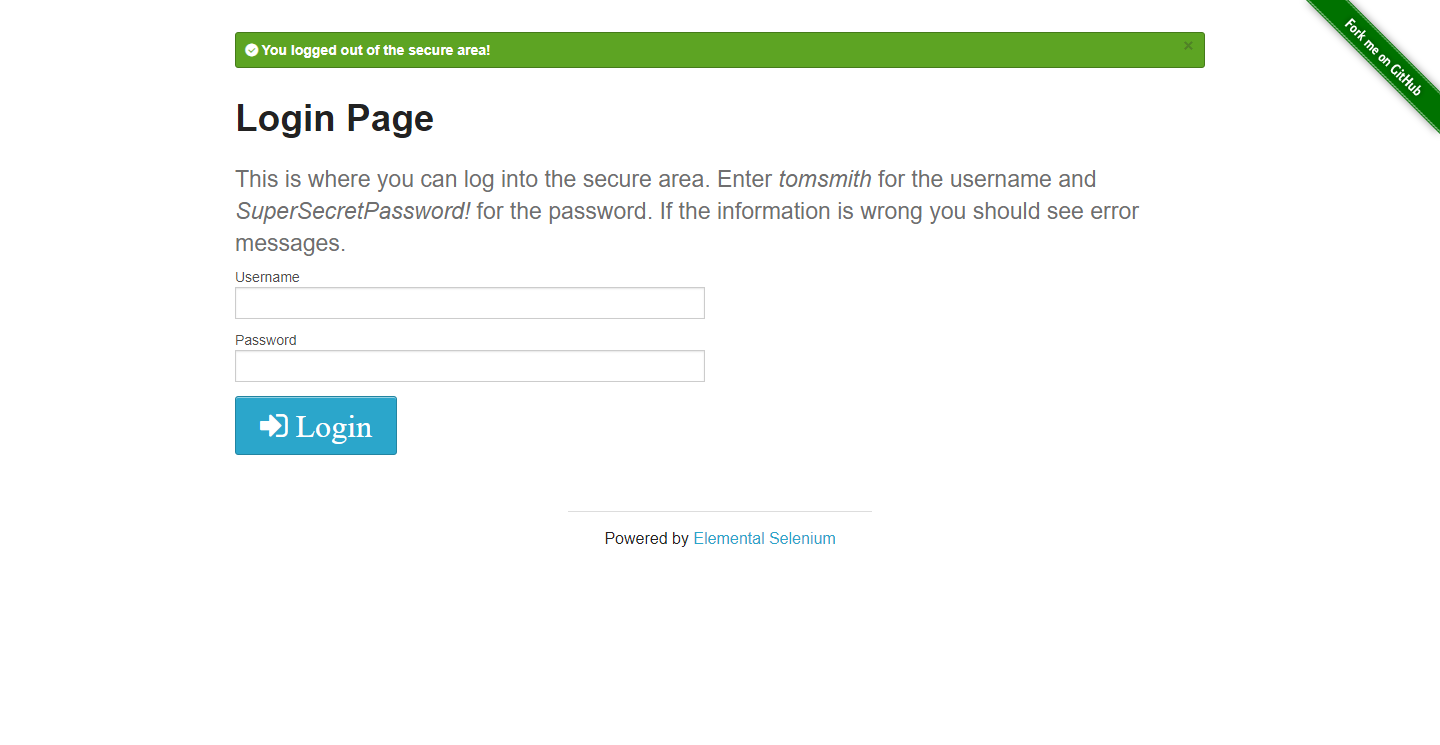 You logged out of the secure area!
×
Fork me on GitHub
Login Page
This is where you can log into the secure area. Enter tomsmith for the username and
SuperSecretPassword! for the password. If the information is wrong you should see error
messages.
Username
Password
Login
Powered by Elemental Selenium